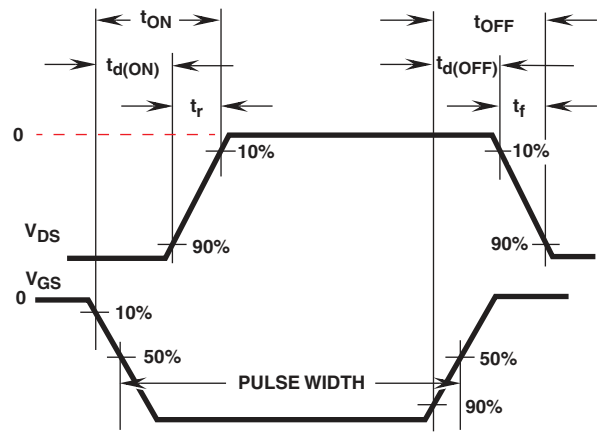 tON
tOFF
td(ON)
td(OFF)
tr
tf
0
10%
10%
VDS
90%
90%
VGS
0
10%
50%
50%
PULSE WIDTH
90%